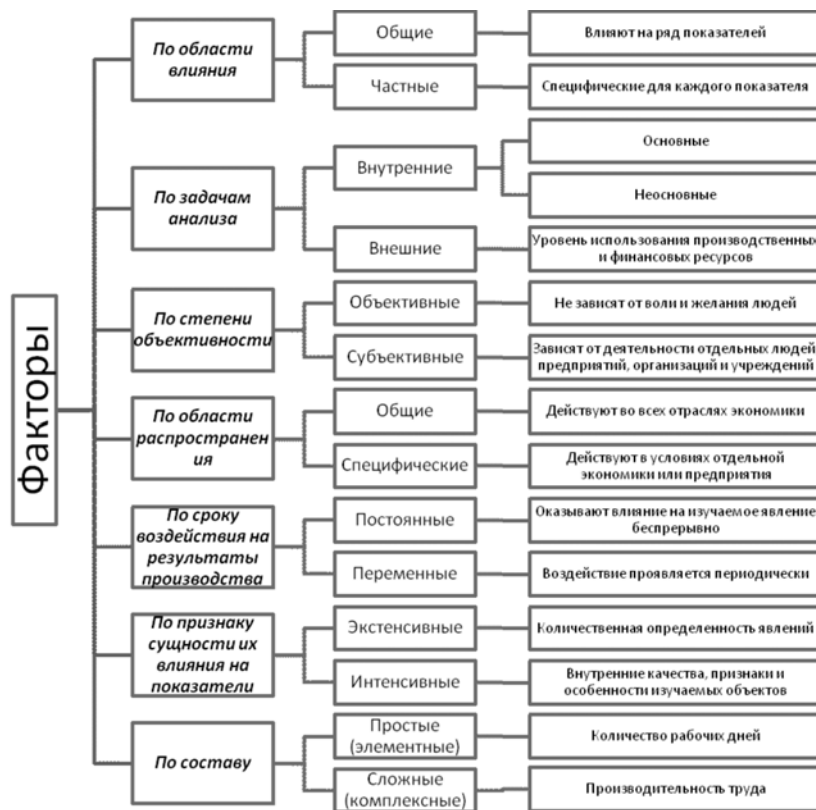 Факторы
По области
влияния
Общие
Влияют на ряд показателей
Частные
Специфические для каждого показателя
По задачам
анализа
Внутренние
Основные
Неосновные
Внешние
Уровень использования производственных
и финансовых ресурсов
По степени
объективности
Объективные
Не зависят от воли и желания людей
Субъективные
Зависят от деятельности отдельных людей
предприятий, организаций и учреждений
По области
распространен
ия
Общие
Действуют во всех отраслях экономики
Специфические
Действуют в условиях отдельной
экономики или предприятия
По сроку
воздействия на
результаты
производства
Постоянные
Оказывают влияние на изучаемое явление
беспрерывно
Переменные
Воздействие проявляется периодически
По признаку
сущности их
влияния на
показатели
Экстенсивные
Количественная определенность явлений
Интенсивные
Внутренние качества, признаки и
особенности изучаемых объектов
По составу
Простые
(элементные)
Количество рабочих дней
Сложные
(комплексные)
Производительность труда